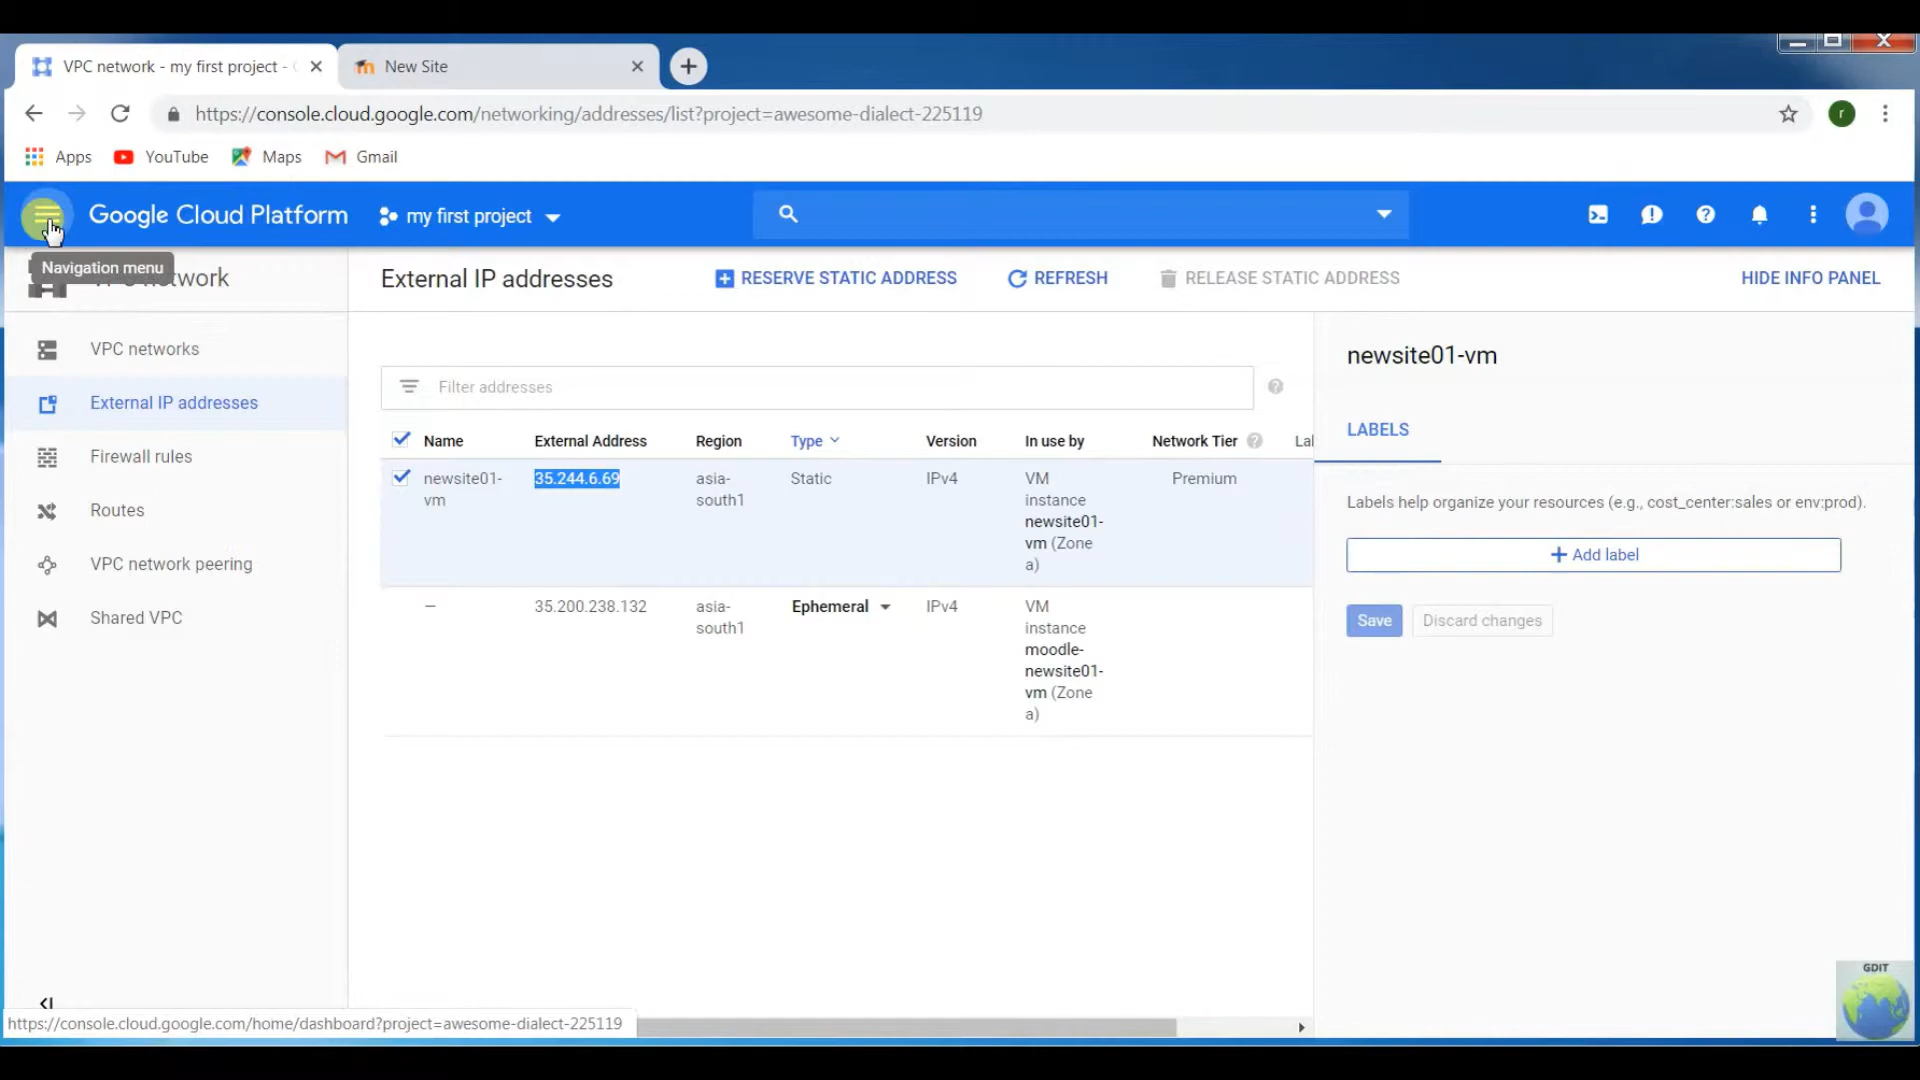 VPC network - my first project -
New Site
https://console.cloud.google.com/networking/addresses/list?project=awesome-dialect-225119
r
Apps
YouTube
Maps
Gmail
Google Cloud Platform
my first project
Navigation menu
network
External IP addresses
RESERVE STATIC ADDRESS
REFRESH
RELEASE STATIC ADDRESS
HIDE INFO PANEL
VPC networks
External IP addresses
Firewall rules
Routes
VPC network peering
Shared VPC
Filter addresses
Name External Address Region Type Version In use by Network Tier La
newsite01-
vm
35.244.6.69
asia-
south1
Static
IPv4
VM
instance
newsite01-
vm (Zone
a)
Premium
—
35.200.238.132
asia-
south1
Ephemeral
IPv4
VM
instance
moodle-
newsite01-
vm (Zone
a)
newsite01-vm
LABELS
Labels help organize your resources (e.g., cost_center:sales or env:prod).
+ Add label
Save
Discard changes
GDIT
https://console.cloud.google.com/home/dashboard?project=awesome-dialect-225119